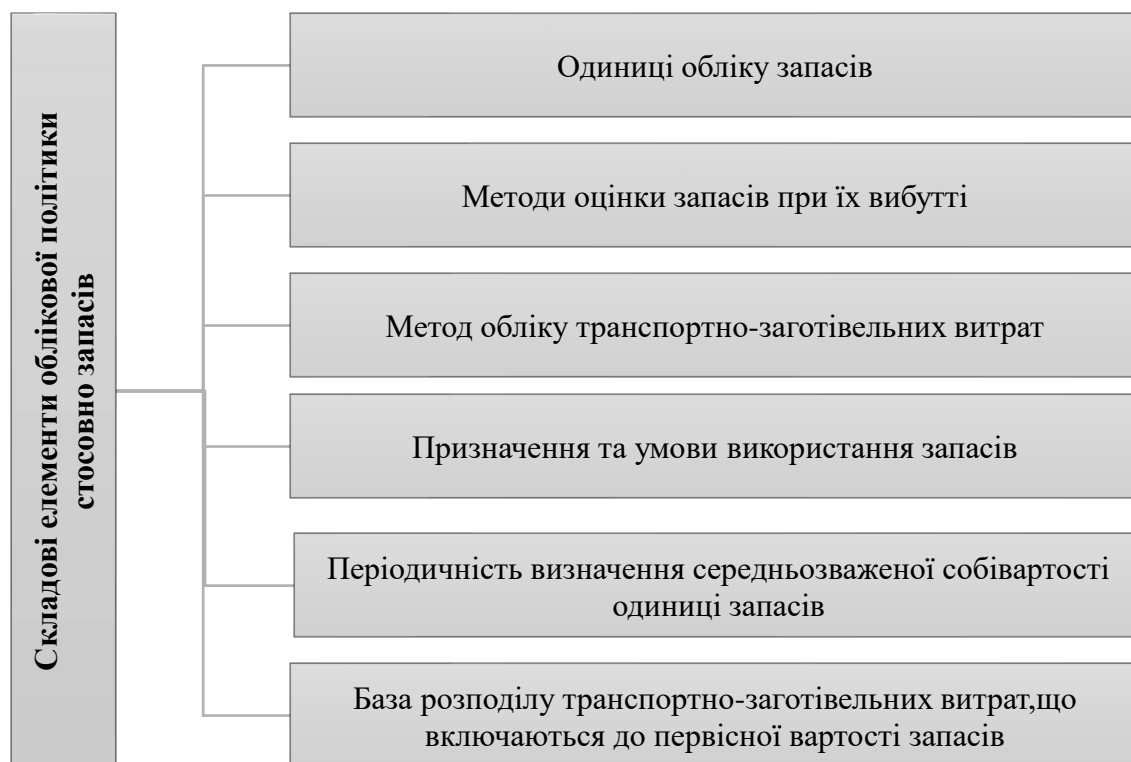 Складові елементи облікової політики
стосовно запасів
Одиниці обліку запасів
Методи оцінки запасів при їх вибутті
Метод обліку транспортно-заготівельних витрат
Призначення та умови використання запасів
Періодичність визначення середньозваженої собівартості
одиниці запасів
База розподілу транспортно-заготівельних витрат,що
включаються до первісної вартості запасів